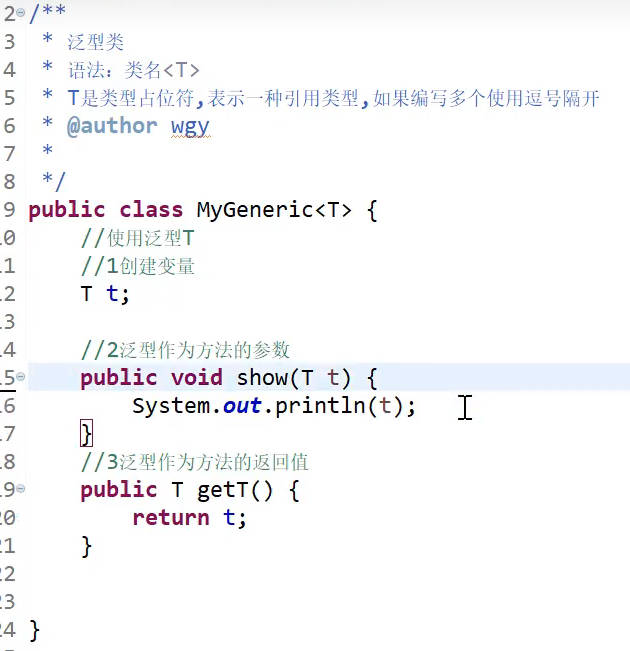 2 /**
3 * 泛型类
4 * 语法：类名<T>
5 * T是类型占位符,表示一种引用类型,如果编写多个使用逗号隔开
6 * @author wgy
7 *
8 */
9 public class MyGeneric<T> {
10 //使用泛型T
11 //1创建变量
12 T t;
13
14 //2泛型作为方法的参数
15 public void show(T t) {
16 System.out.println(t);
17 }
18 //3泛型作为方法的返回值
19 public T getT() {
20 return t;
21 }
22
23
24 }